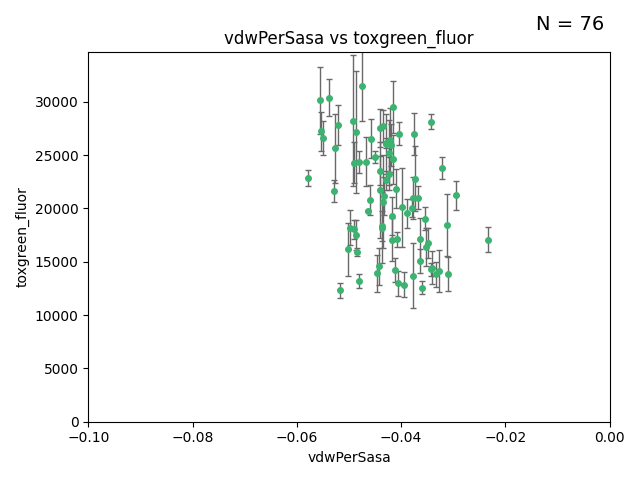 N = 76
vdwPerSasa vs toxgreen_fluor
toxgreen_fluor
30000
25000
20000
15000
10000
5000
0
−0.10 −0.08 −0.06 −0.04 −0.02 0.00
vdwPerSasa